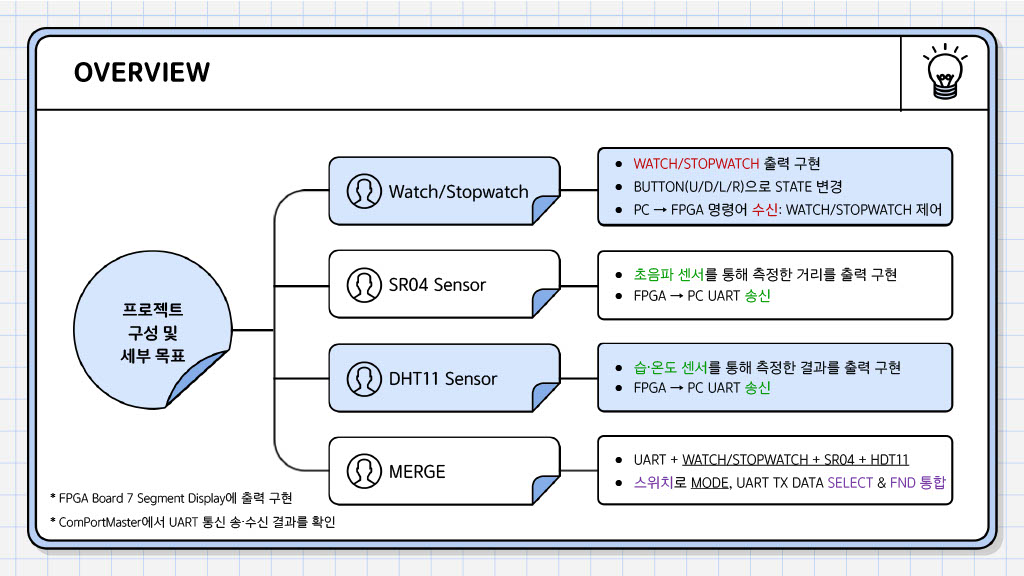 OVERVIEW
프로젝트
구성 및
세부 목표
Watch/Stopwatch
WATCH/STOPWATCH 출력 구현
BUTTON(U/D/L/R)으로 STATE 변경
PC → FPGA 명령어 수신: WATCH/STOPWATCH 제어
SR04 Sensor
초음파 센서를 통해 측정한 거리를 출력 구현
FPGA → PC UART 송신
DHT11 Sensor
습·온도 센서를 통해 측정한 결과를 출력 구현
FPGA → PC UART 송신
MERGE
UART + WATCH/STOPWATCH + SR04 + HDT11
스위치로 MODE, UART TX DATA SELECT & FND 통합
* FPGA Board 7 Segment Display에 출력 구현
* ComPortMaster에서 UART 통신 송·수신 결과를 확인